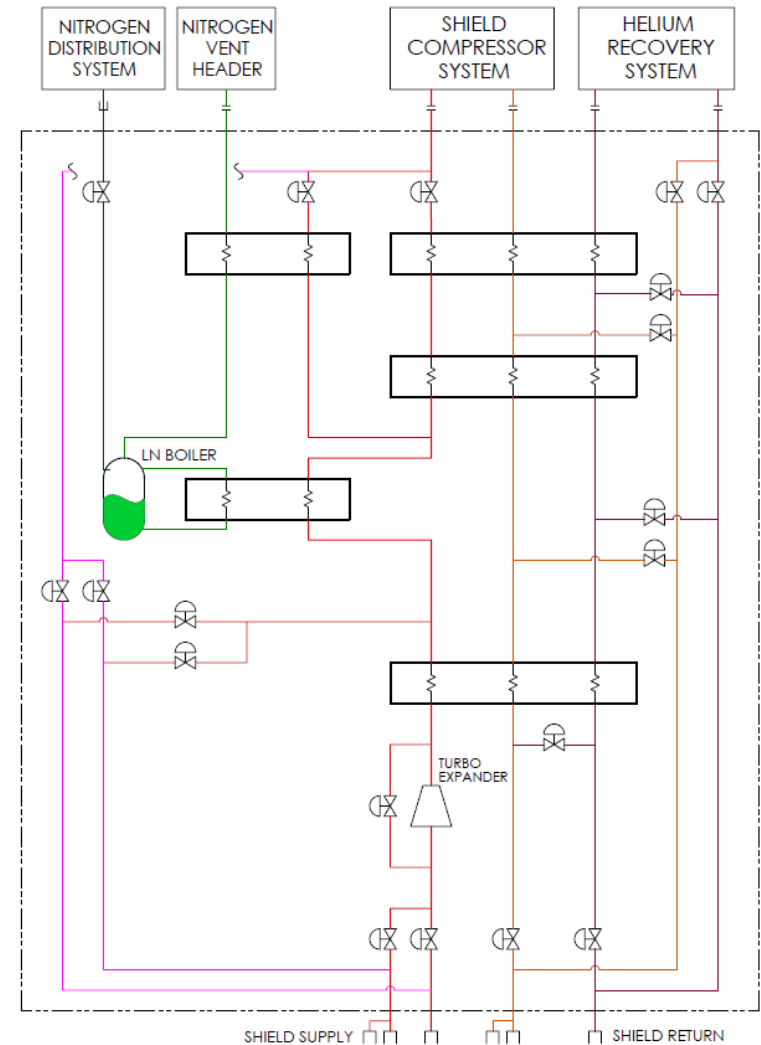 NITROGEN
DISTRIBUTION
SYSTEM
NITROGEN
VENT
HEADER
SHIELD
COMPRESSOR
SYSTEM
HELIUM
RECOVERY
SYSTEM
LN BOILER
TURBO
EXPANDER
SHIELD SUPPLY
SHIELD RETURN